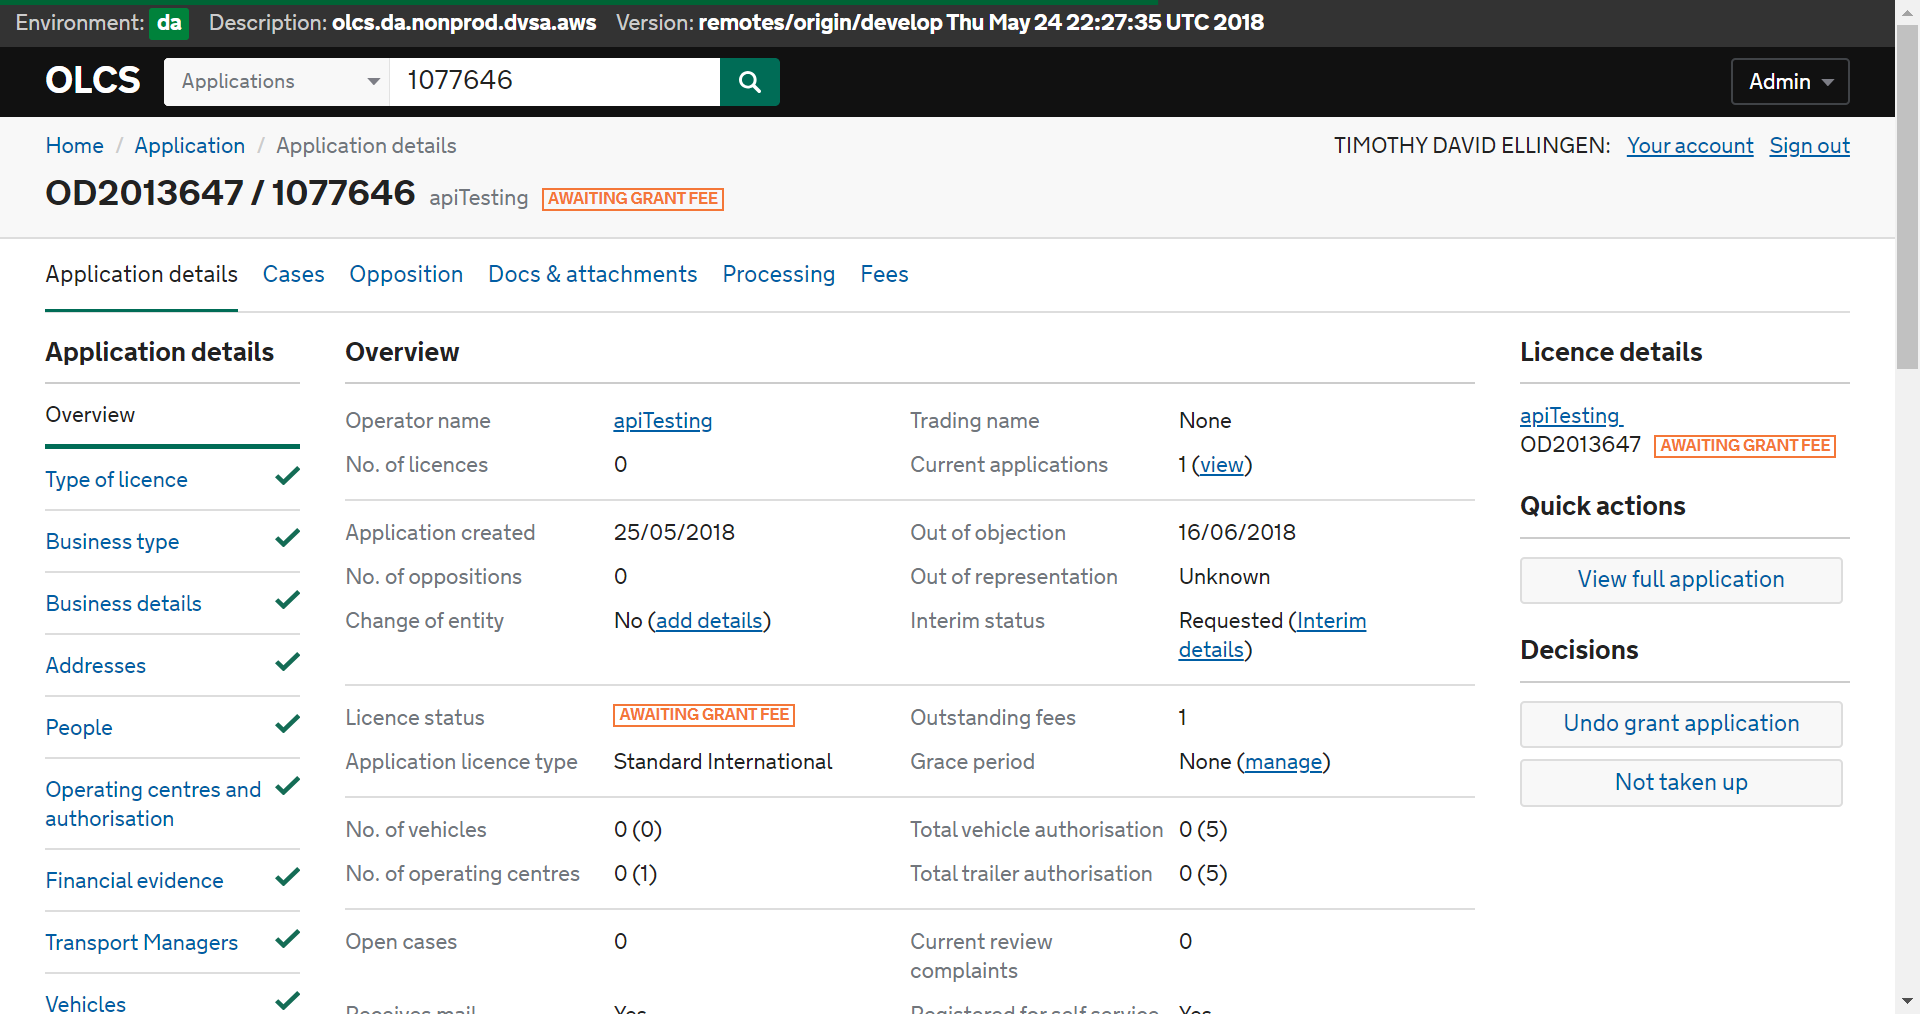 Environment: da Description: olcs.da.nonprod.dvsa.aws Version: remotes/origin/develop Thu May 24 22:27:35 UTC 2018
OLCS Applications 1077646 Admin
Home / Application / Application details TIMOTHY DAVID ELLINGEN: Your account Sign out
OD2013647 / 1077646 apiTesting AWAITING GRANT FEE
Application details Cases Opposition Docs & attachments Processing Fees
Application details
Overview
Type of licence
Business type
Business details
Addresses
People
Operating centres and
authorisation
Financial evidence
Transport Managers
Vehicles
Overview
Operator name apiTesting Trading name None
No. of licences 0 Current applications 1 (view)
Application created 25/05/2018 Out of objection 16/06/2018
No. of oppositions 0 Out of representation Unknown
Change of entity No (add details) Interim status Requested (Interim
details)
Licence status AWAITING GRANT FEE Outstanding fees 1
Application licence type Standard International Grace period None (manage)
No. of vehicles 0 (0) Total vehicle authorisation 0 (5)
No. of operating centres 0 (1) Total trailer authorisation 0 (5)
Open cases 0 Current review 0
complaints
Receives mail Yes Registered for self service Yes
Licence details
apiTesting
OD2013647 AWAITING GRANT FEE
Quick actions
View full application
Decisions
Undo grant application
Not taken up